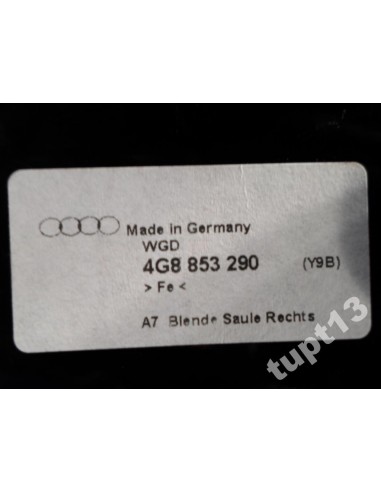 Made in Germany
WGD
4G8 853 290 (Y9B)
> Fe <
A7 Blende Saule Rechts
tupt13